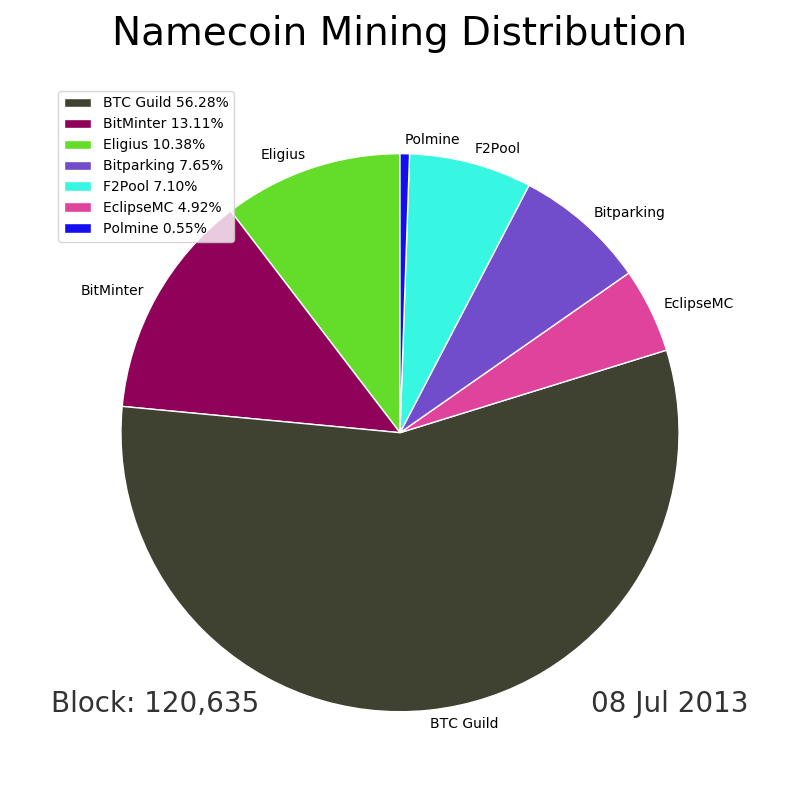 Namecoin Mining Distribution
BTC Guild 56.28%
BitMinter 13.11%
Eligius 10.38%
Bitparking 7.65%
F2Pool 7.10%
EclipseMC 4.92%
Polmine 0.55%
Polmine
F2Pool
Eligius
Bitparking
BitMinter
EclipseMC
BTC Guild
Block: 120,635
08 Jul 2013